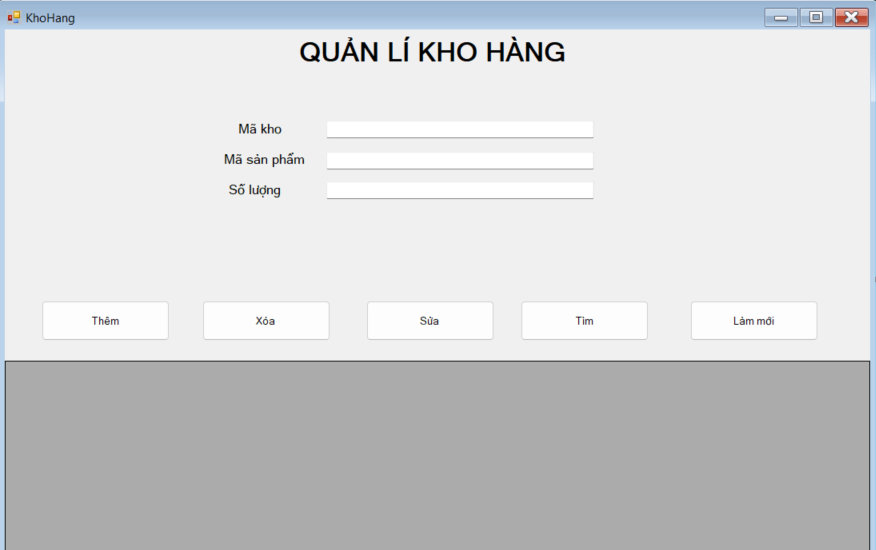 KhoHang
QUẢN LÍ KHO HÀNG
Mã kho
Mã sản phẩm
Số lượng
Thêm
Xóa
Sửa
Tìm
Làm mới